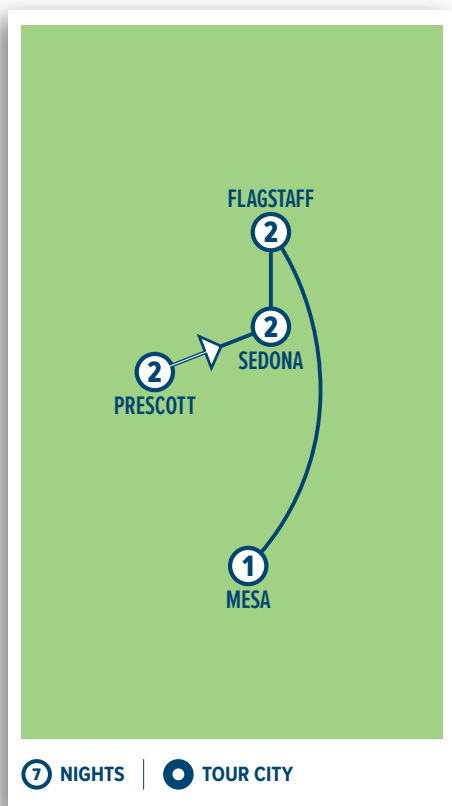 FLAGSTAFF
2
2
SEDONA
2
PRESCOTT
1
MESA
7 NIGHTS
TOUR CITY